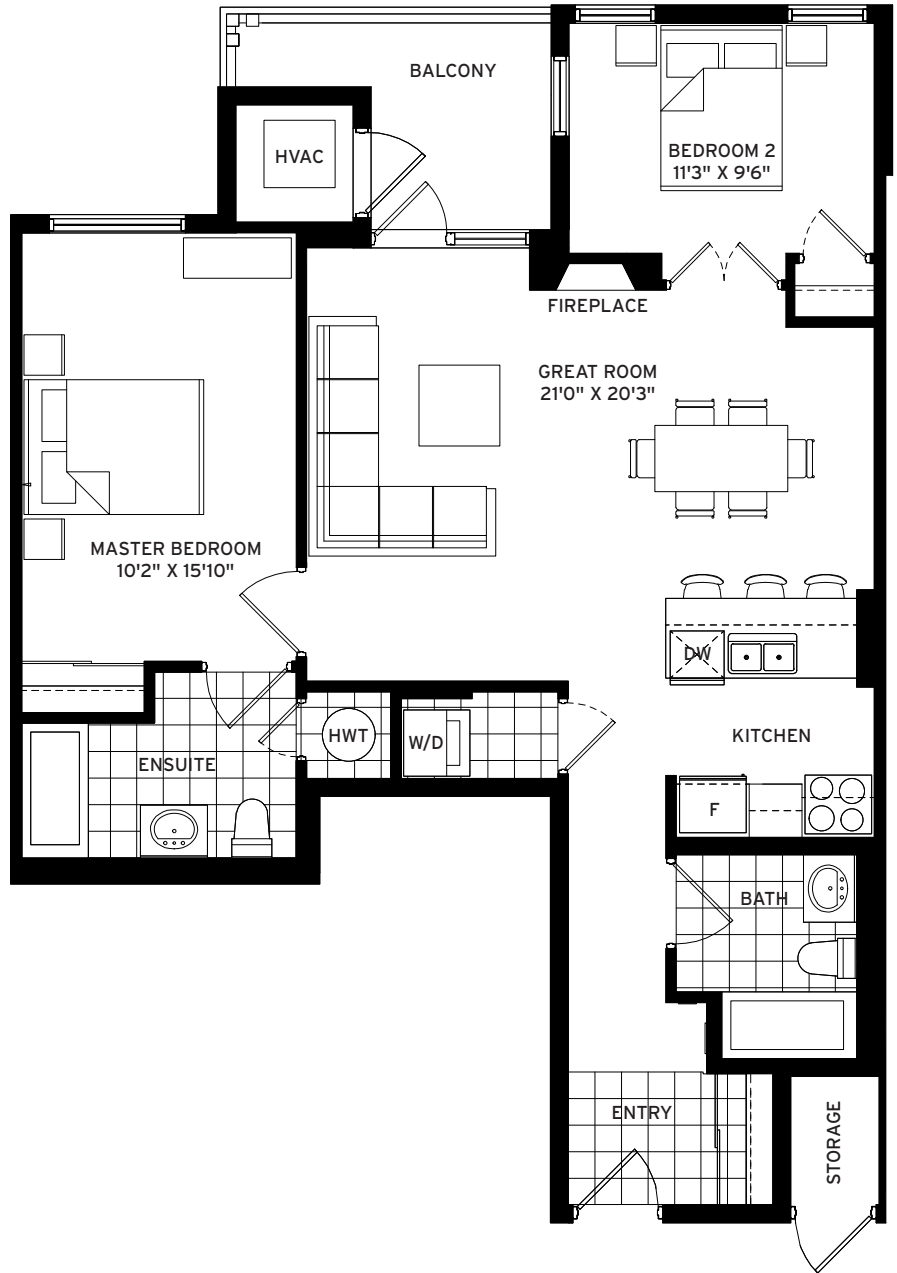 BALCONY
HVAC
BEDROOM 2
11'3" X 9'6"
FIREPLACE
GREAT ROOM
21'0" X 20'3"
MASTER BEDROOM
10'2" X 15'10"
DW
HWT
W/D
KITCHEN
ENSUITE
F
BATH
ENTRY
STORAGE